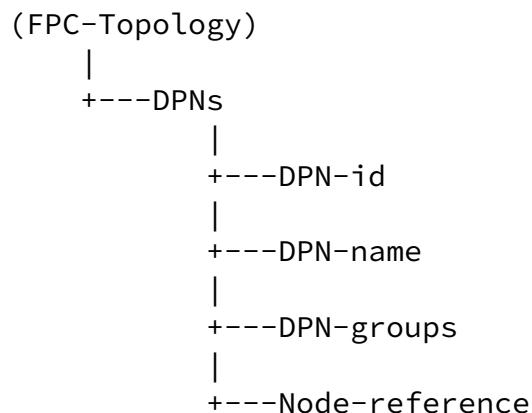 (FPC-Topology)
|
+---DPNs
|
+---DPN-id
|
+---DPN-name
|
+---DPN-groups
|
+---Node-reference